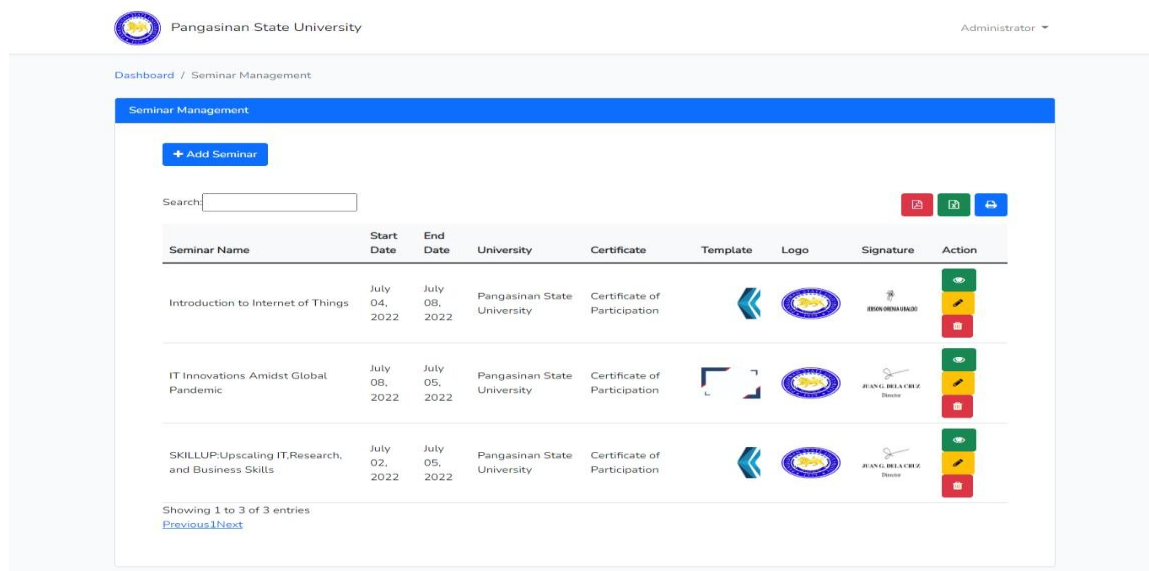 Pangasinan State University
Administrator
Dashboard / Seminar Management
Seminar Management
+ Add Seminar
Search:
Seminar Name Start Date End Date University Certificate Template Logo Signature Action
Introduction to Internet of Things July 04, 2022 July 08, 2022 Pangasinan State University Certificate of Participation JERSON ORENIA UBALDO
IT Innovations Amidst Global Pandemic July 08, 2022 July 05, 2022 Pangasinan State University Certificate of Participation JUAN G. DELA CRUZ Director
SKILLUP:Upscaling IT,Research, and Business Skills July 02, 2022 July 05, 2022 Pangasinan State University Certificate of Participation JUAN G. DELA CRUZ Director
Showing 1 to 3 of 3 entries
Previous1Next